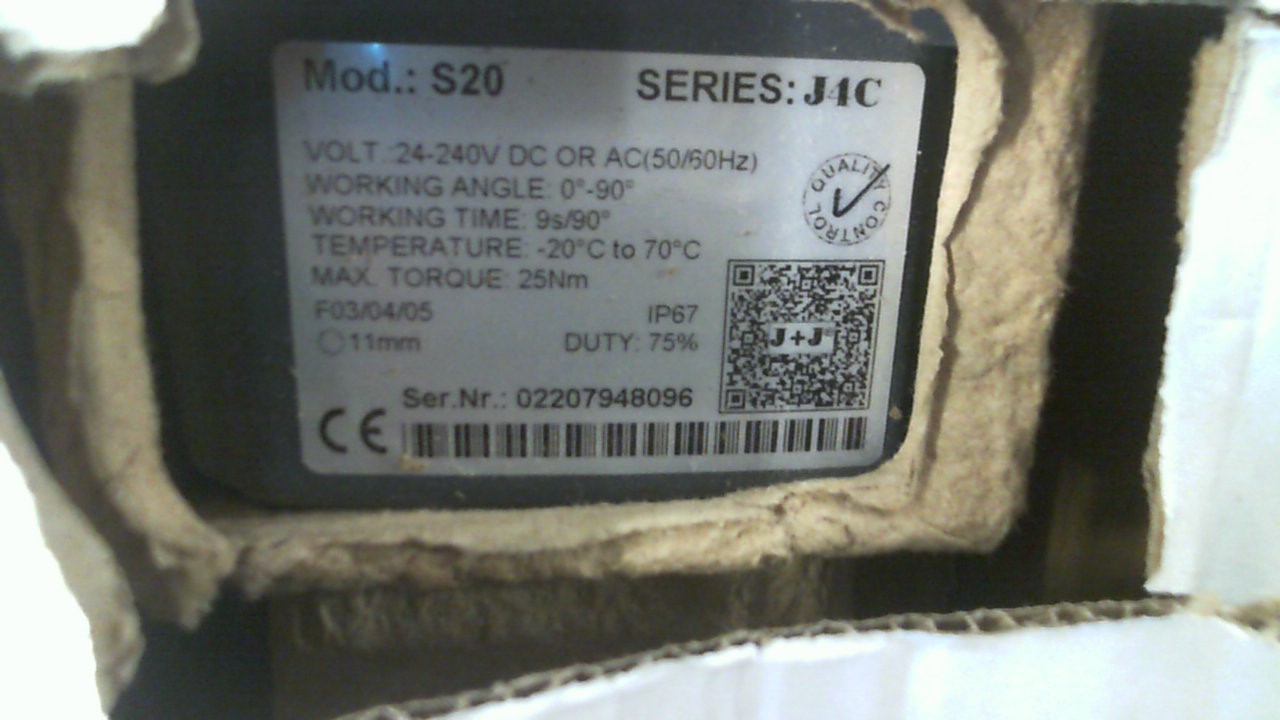 Mod.: S20 SERIES: J4C
VOLT.:24-240V DC OR AC(50/60Hz)
WORKING ANGLE: 0°-90°
WORKING TIME: 9s/90°
TEMPERATURE: -20°C to 70°C
MAX. TORQUE: 25Nm
QUALITY CONTROL
F03/04/05 IP67
11mm DUTY: 75%
J+J®
Ser.Nr.: 02207948096
CE